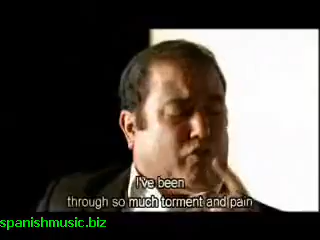 I've been
through so much torment and pain
spanishmusic.biz